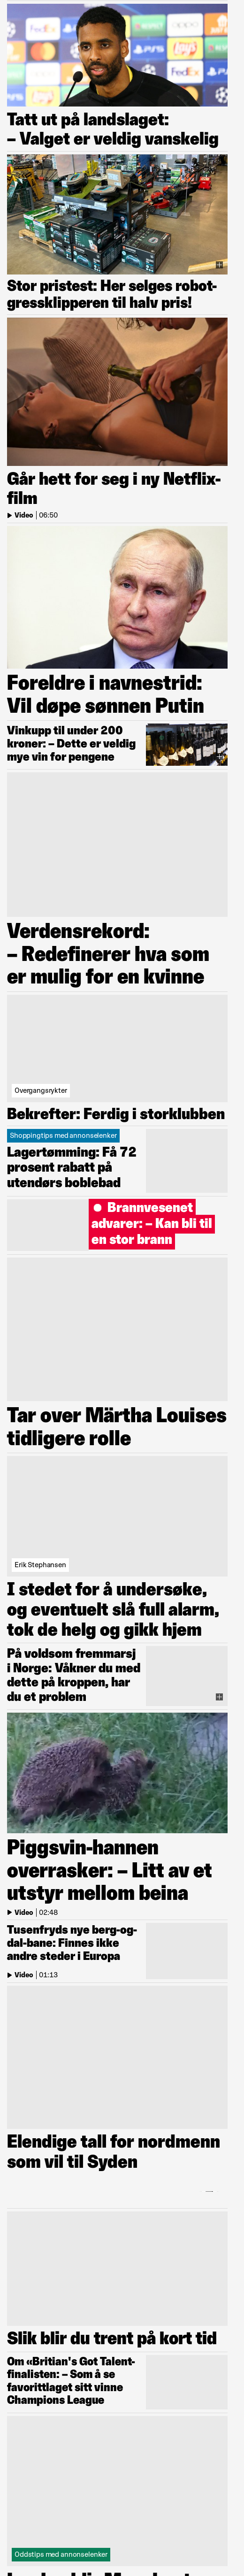 FedEx
Tatt ut på landslaget:
– Valget er veldig vanskelig
Stor pristest: Her selges robot-
gressklipperen til halv pris!
Går hett for seg i ny Netflix-
film
Video | 06:50
Foreldre i navnestrid:
Vil døpe sønnen Putin
Vinkupp til under 200
kroner: – Dette er veldig
mye vin for pengene
Verdensrekord:
– Redefinerer hva som
er mulig for en kvinne
Overgangsrykter
Bekrefter: Ferdig i storklubben
Shoppingtips med annonselenker
Lagertømming: Få 72
prosent rabatt på
utendørs boblebad
Brannvesenet
advarer: – Kan bli til
en stor brann
Tar over Märtha Louises
tidligere rolle
Erik Stephansen
I stedet for å undersøke,
og eventuelt slå full alarm,
tok de helg og gikk hjem
På voldsom fremmarsj
i Norge: Våkner du med
dette på kroppen, har
du et problem
Piggsvin-hannen
overrasker: – Litt av et
utstyr mellom beina
Video | 02:48
Tusenfryds nye berg-og-
dal-bane: Finnes ikke
andre steder i Europa
Video | 01:13
Elendige tall for nordmenn
som vil til Syden
Slik blir du trent på kort tid
Om «Britian's Got Talent-
finalisten: – Som å se
favorittlaget sitt vinne
Champions League
Oddstips med annonselenker